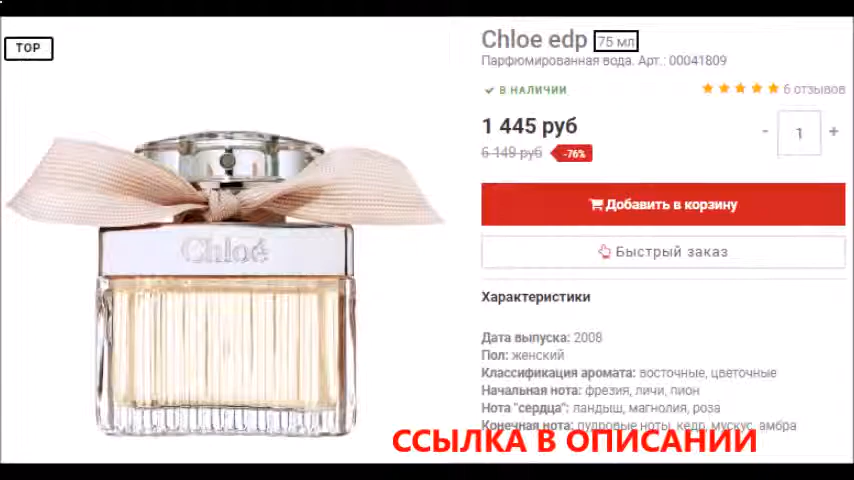 TOP
Chloé
Chloe edp 75 мл
Парфюмированная вода. Арт.: 00041809
В НАЛИЧИИ
6 отзывов
1 445 руб
- 1 +
6 149 руб -76%
Добавить в корзину
Быстрый заказ
Характеристики
Дата выпуска: 2008
Пол: женский
Классификация аромата: восточные, цветочные
Начальная нота: фрезия, личи, пион
Нота "сердца": ландыш, магнолия, роза
Конечная нота: пудровые ноты, кедр, мускус, амбра
ССЫЛКА В ОПИСАНИИ